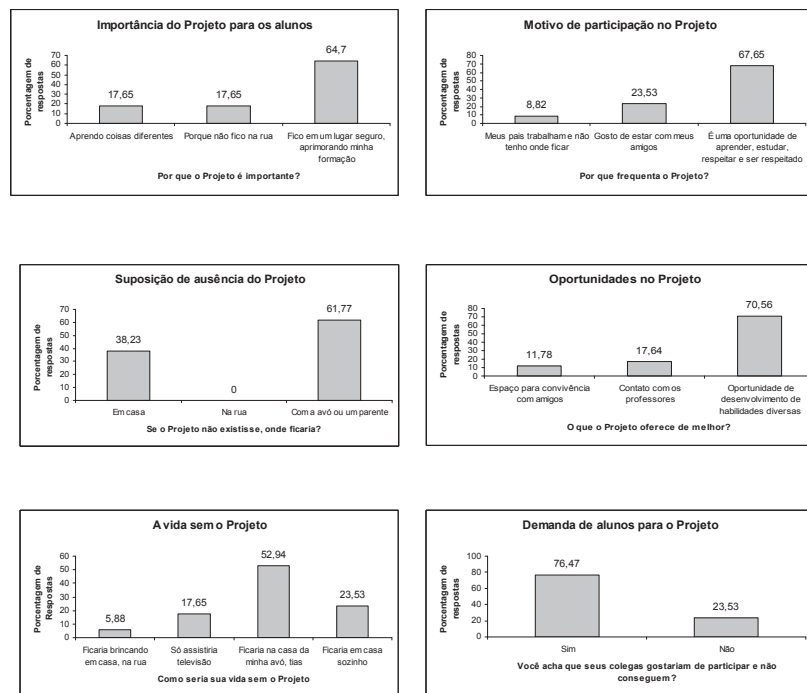 Importância do Projeto para os alunos
Porcentagem de
respostas
70
60
50
40
30
20
10
0
17,65
17,65
64,7
Aprendo coisas diferentes
Porque não fico na rua
Fico em um lugar seguro,
aprimorando minha
formação
Por que o Projeto é importante?
Motivo de participação no Projeto
Porcentagem de
respostas
80
70
60
50
40
30
20
10
0
8,82
23,53
67,65
Meus pais trabalham e não
tenho onde ficar
Gosto de estar com meus
amigos
É uma oportunidade de
aprender, estudar,
respeitar e ser respeitado
Por que frequenta o Projeto?
Suposição de ausência do Projeto
Porcentagem de
respostas
70
60
50
40
30
20
10
0
38,23
0
61,77
Em casa
Na rua
Com a avó ou um parente
Se o Projeto não existisse, onde ficaria?
Oportunidades no Projeto
Porcentagem de
respostas
80
70
60
50
40
30
20
10
0
11,78
17,64
70,56
Espaço para convivência
com amigos
Contato com os
professores
Oportunidade de
desenvolvimento de
habilidades diversas
O que o Projeto oferece de melhor?
A vida sem o Projeto
Porcentagem de
Respostas
60
50
40
30
20
10
0
5,88
17,65
52,94
23,53
Ficaria brincando
em casa, na rua
Só assistiria
televisão
Ficaria na casa da
minha avó, tias
Ficaria em casa
sozinho
Como seria sua vida sem o Projeto
Demanda de alunos para o Projeto
Porcentagem de
respostas
100
80
60
40
20
0
76,47
23,53
Sim
Não
Você acha que seus colegas gostariam de participar e não
conseguem?